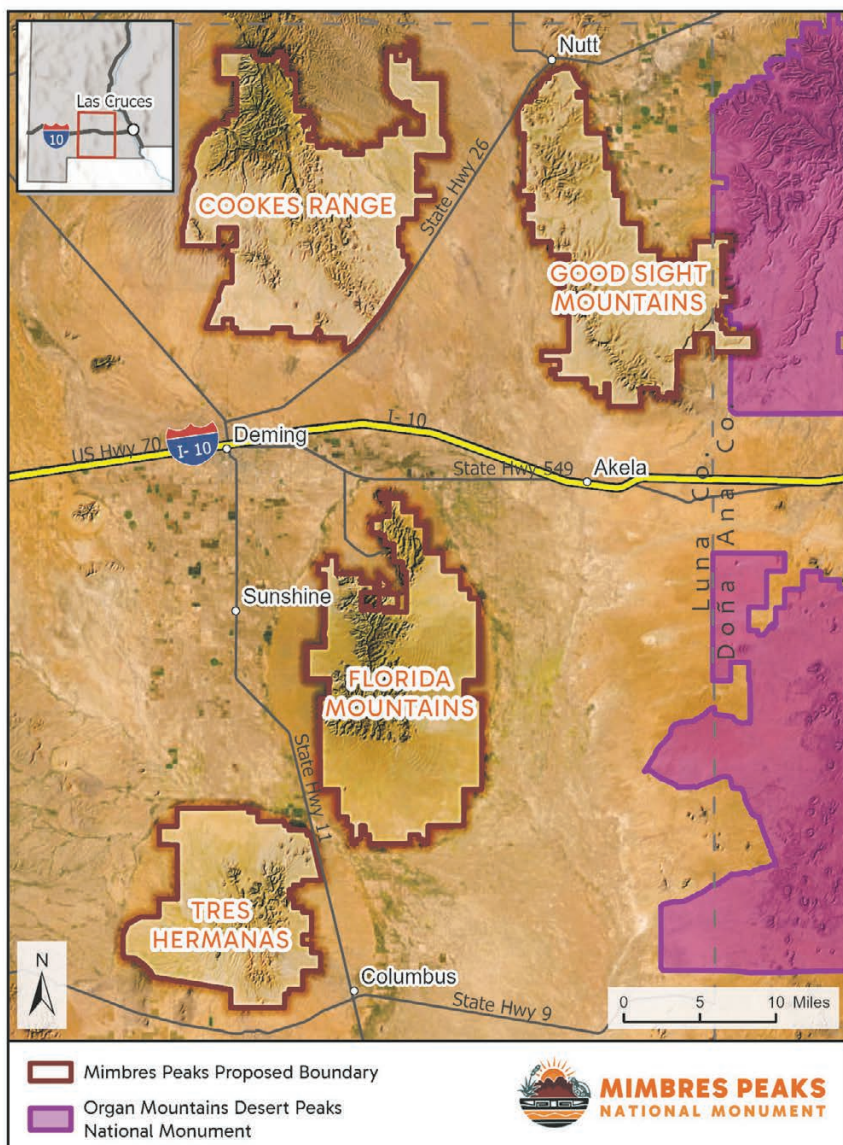 Las Cruces
10
Nutt
COOKES RANGE
State Hwy 26
GOOD SIGHT
MOUNTAINS
US Hwy 70
I-10
Deming
I- 10
State Hwy 549
Akela
Luna Co.
Doña Ana Co.
Sunshine
FLORIDA
MOUNTAINS
State Hwy 11
TRES
HERMANAS
N
Columbus
State Hwy 9
0 5 10 Miles
Mimbres Peaks Proposed Boundary
Organ Mountains Desert Peaks
National Monument
MIMBRES PEAKS
NATIONAL MONUMENT